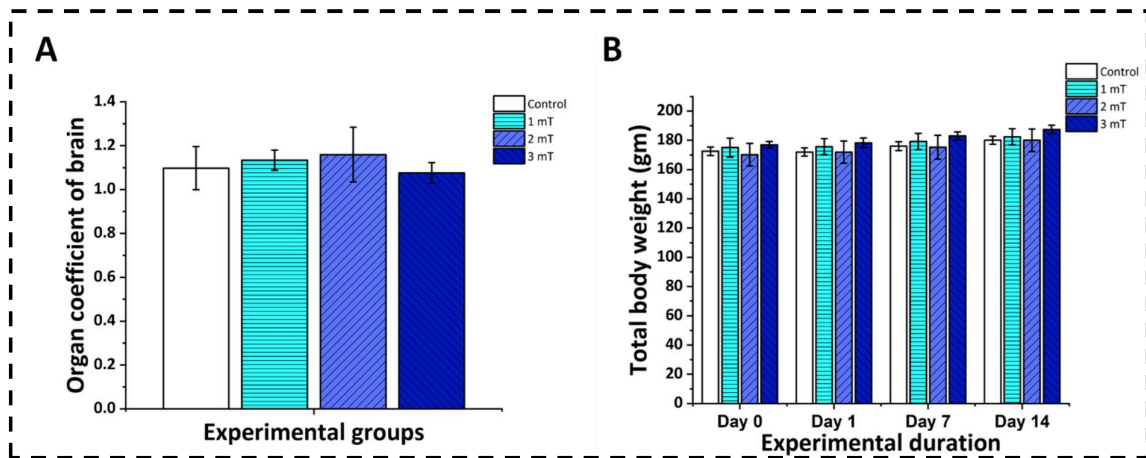 A
Organ coefficient of brain
1.4
1.2
1.0
0.8
0.6
0.4
0.2
0.0
Experimental groups
Control
1 mT
2 mT
3 mT
B
Total body weight (gm)
200
180
160
140
120
100
80
60
40
20
0
Day 0 Day 1 Day 7 Day 14
Experimental duration
Control
1 mT
2 mT
3 mT